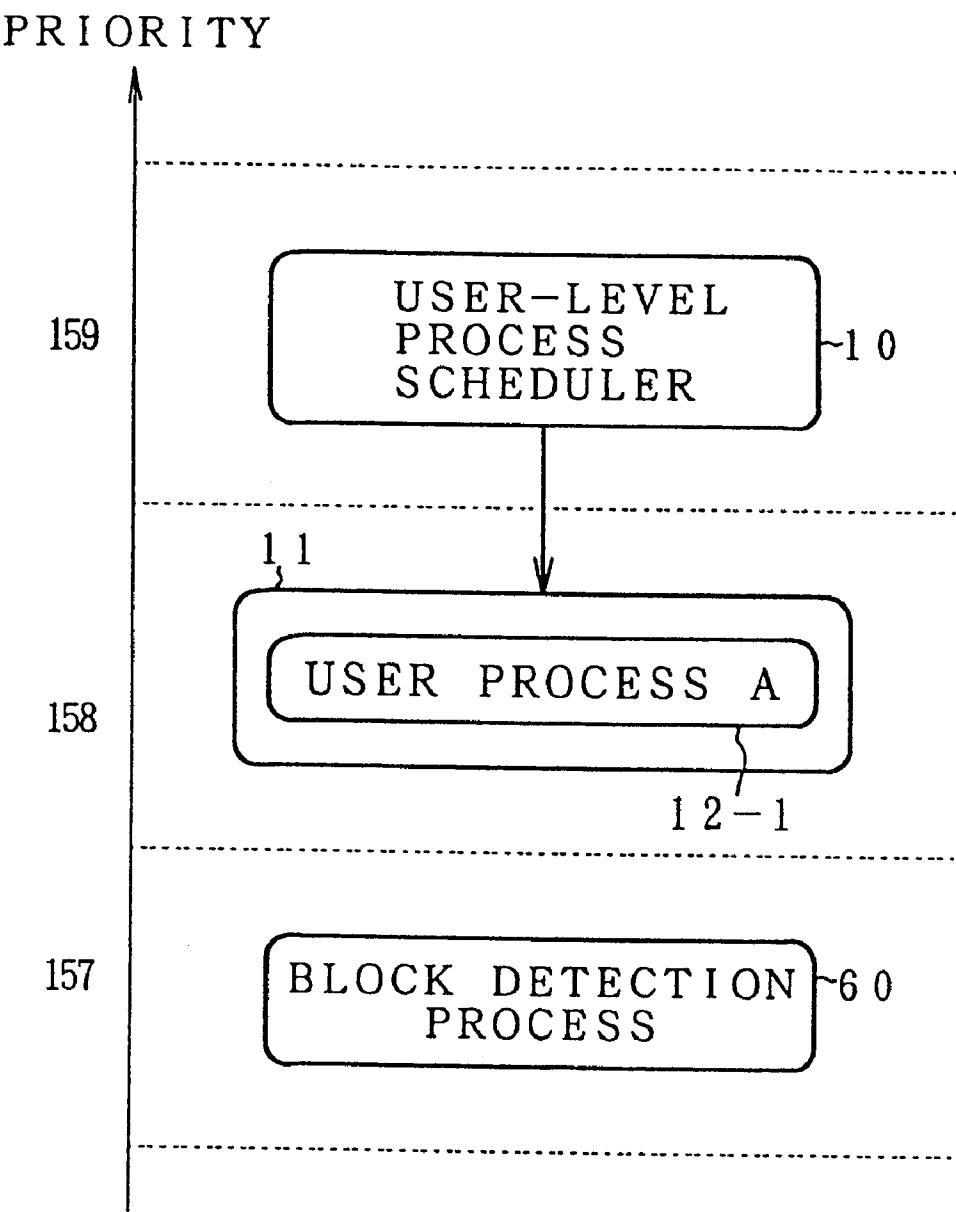 PRIORITY
USER-LEVEL
159
PROCESS
10
SCHEDULER
11
USER PROCESS A
158
12-1
157
BLOCK DETECTION
60
PROCESS